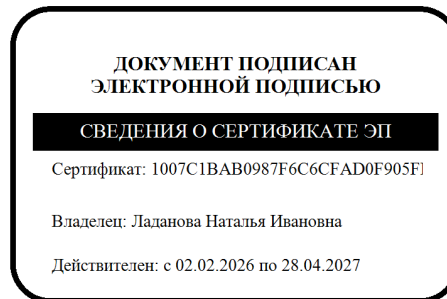 ДОКУМЕНТ ПОДПИСАН
ЭЛЕКТРОННОЙ ПОДПИСЬЮ
СВЕДЕНИЯ О СЕРТИФИКАТЕ ЭП
Сертификат: 1007C1BAB0987F6C6CFAD0F905F
Владелец: Ладанова Наталья Ивановна
Действителен: с 02.02.2026 по 28.04.2027